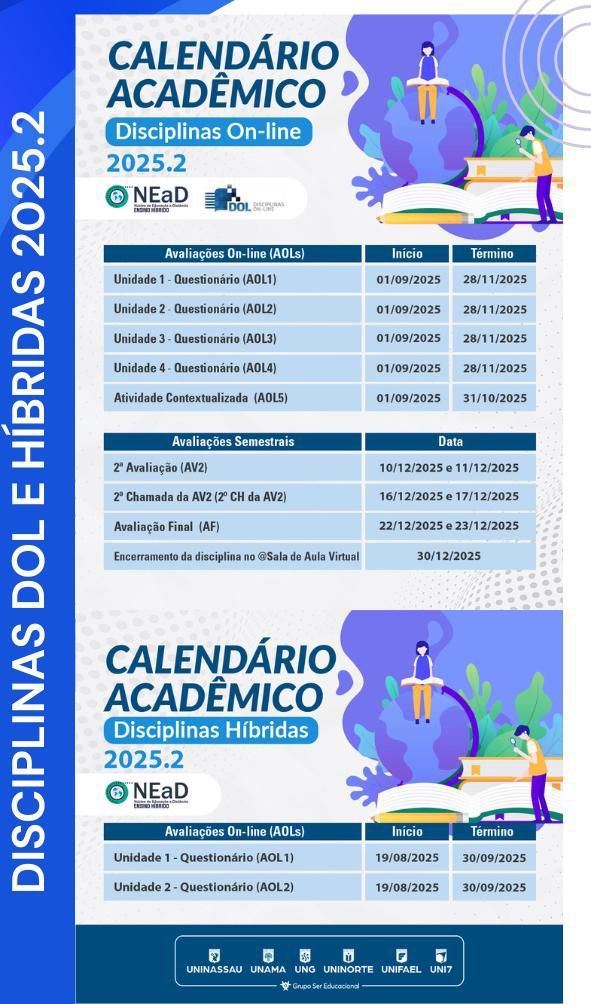 DISCIPLINAS DOL E HÍBRIDAS 2025.2
CALENDÁRIO
ACADÊMICO
Disciplinas On-line
2025.2
NEaD
Núcleo de Educação a Distância
ENSINO HÍBRIDO
DOL DISCIPLINAS ON-LINE
Avaliações On-line (AOLs) Início Término
Unidade 1 - Questionário (AOL1) 01/09/2025 28/11/2025
Unidade 2 - Questionário (AOL2) 01/09/2025 28/11/2025
Unidade 3 - Questionário (AOL3) 01/09/2025 28/11/2025
Unidade 4 - Questionário (AOL4) 01/09/2025 28/11/2025
Atividade Contextualizada (AOL5) 01/09/2025 31/10/2025
Avaliações Semestrais Data
2ª Avaliação (AV2) 10/12/2025 e 11/12/2025
2ª Chamada da AV2 (2º CH da AV2) 16/12/2025 e 17/12/2025
Avaliação Final (AF) 22/12/2025 e 23/12/2025
Encerramento da disciplina no @Sala de Aula Virtual 30/12/2025
CALENDÁRIO
ACADÊMICO
Disciplinas Híbridas
2025.2
NEaD
Núcleo de Educação a Distância
ENSINO HÍBRIDO
Avaliações On-line (AOLs) Início Término
Unidade 1 - Questionário (AOL1) 19/08/2025 30/09/2025
Unidade 2 - Questionário (AOL2) 19/08/2025 30/09/2025
UNINASSAU UNAMA UNG UNINORTE UNIFAEL UNI7
Grupo Ser Educacional